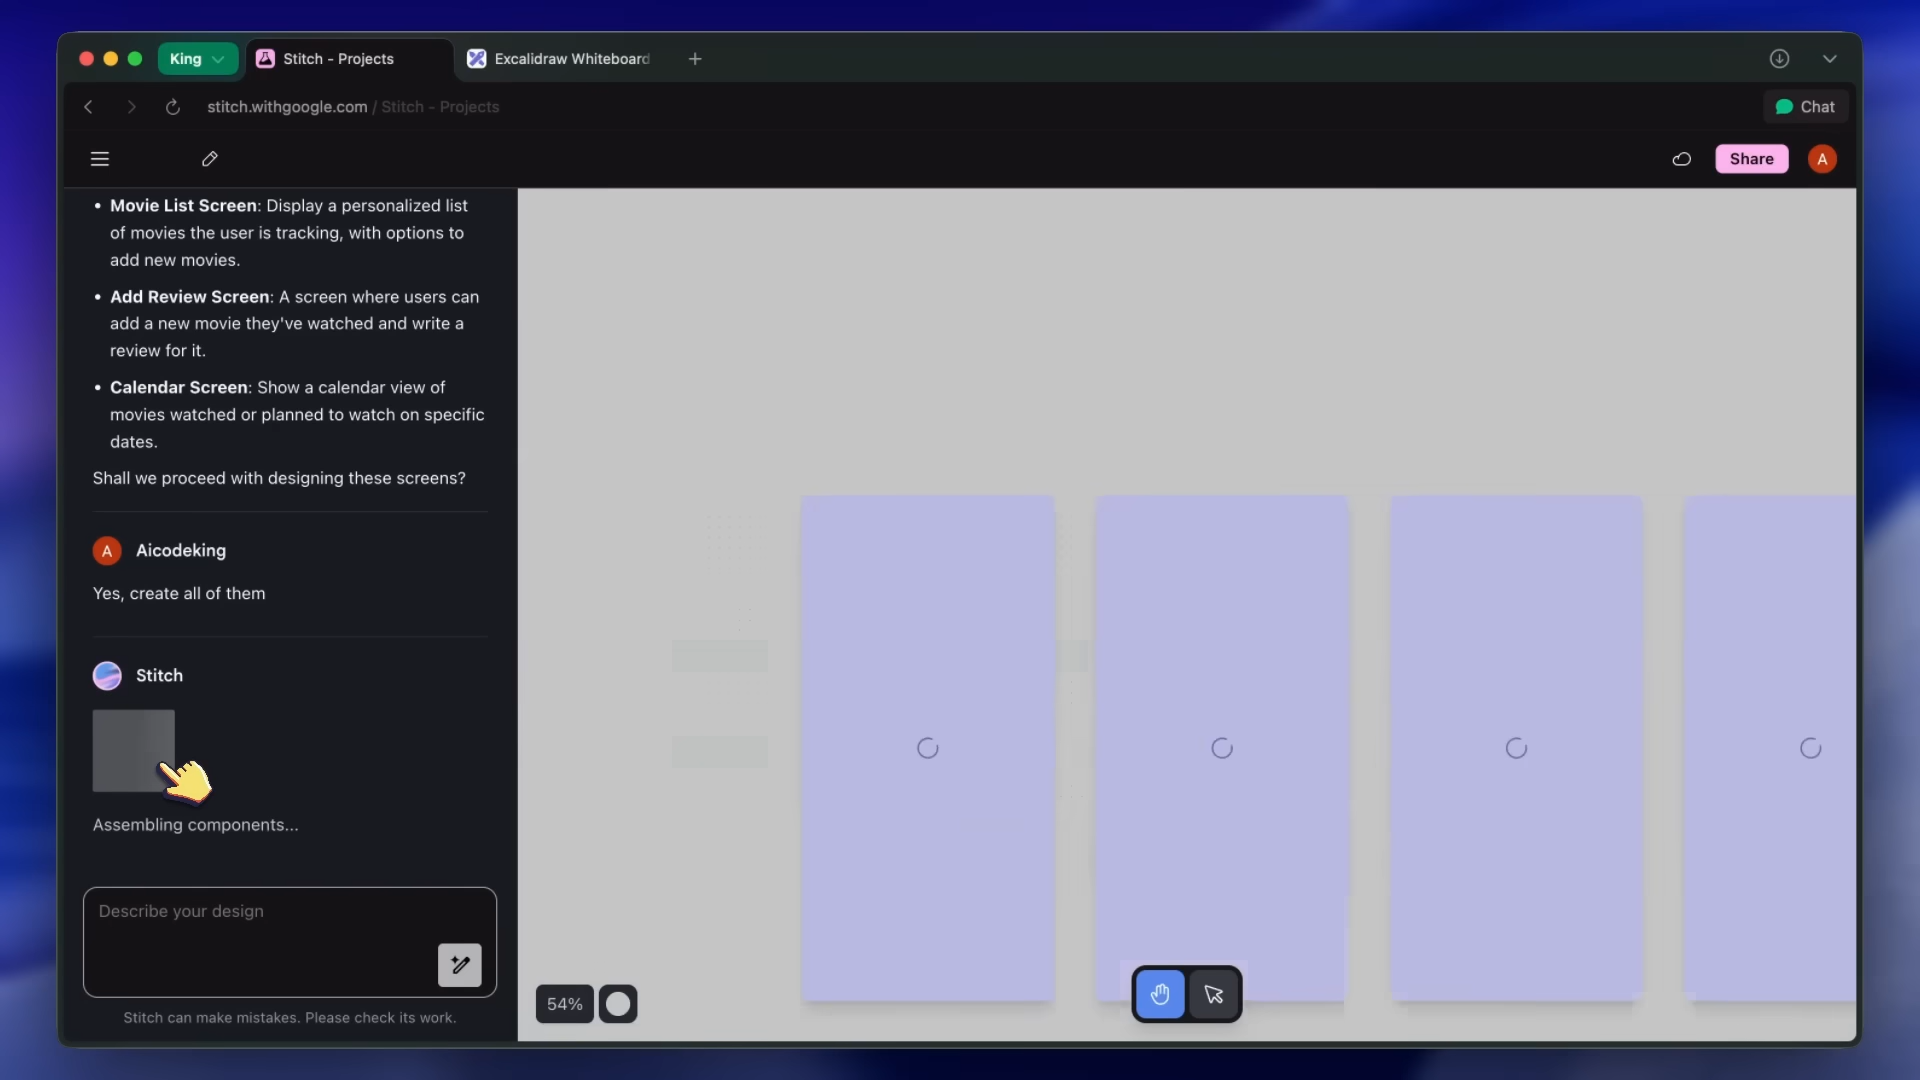 King
Stitch - Projects
Excalidraw Whiteboard
stitch.withgoogle.com / Stitch - Projects
Chat
Share
A
• Movie List Screen: Display a personalized list
of movies the user is tracking, with options to
add new movies.
• Add Review Screen: A screen where users can
add a new movie they've watched and write a
review for it.
• Calendar Screen: Show a calendar view of
movies watched or planned to watch on specific
dates.
Shall we proceed with designing these screens?
A
Aicodeking
Yes, create all of them
Stitch
Assembling components...
Describe your design
Stitch can make mistakes. Please check its work.
54%